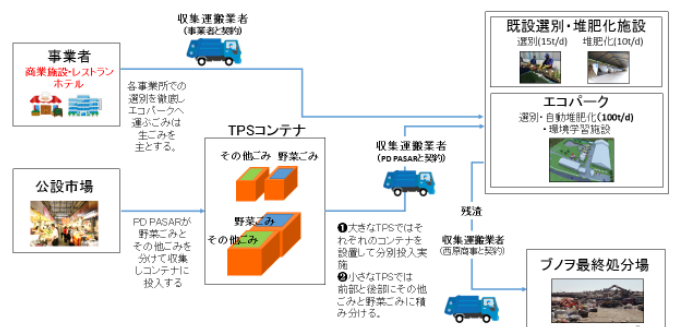 収集運搬業者
(事業者と契約)
事業者
商業施設・レストラン
ホテル
各事業所での
選別を徹底し
エコパークへ
運ぶごみは
生ごみを
主とする。
既設選別・堆肥化施設
選別(15t/d) 堆肥化(10t/d)
エコパーク
選別・自動堆肥化(100t/d)
・環境学習施設
TPSコンテナ
その他ごみ 野菜ごみ
野菜ごみ
その他ごみ
収集運搬業者
(PD PASARと契約)
公設市場
PD PASARが
野菜ごみと
その他ごみを
分けて収集
しコンテナに
投入する
❶大きなTPSではそ
れぞれのコンテナを
設置して分別投入実
施
❷小さなTPSでは
前部と後部にその他
ごみと野菜ごみに積
み分ける。
残渣
収集運搬業者
(西原商事と契約)
ブノヲ最終処分場